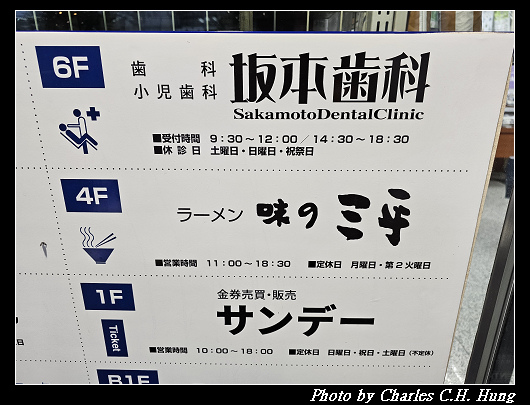 6F
歯科
小児歯科
坂本歯科
SakamotoDentalClinic
■受付時間 9:30～12:00／14:30～18:30
■休診日 土曜日・日曜日・祝祭日
4F
ラーメン 味の三平
■営業時間 11:00～18:30 ■定休日 月曜日・第2火曜日
1F
金券売買・販売
サンデー
Ticket
■営業時間 10:00～18:00 ■定休日 日曜日・祝日・土曜日(不定休)
B1F
Photo by Charles C.H. Hung